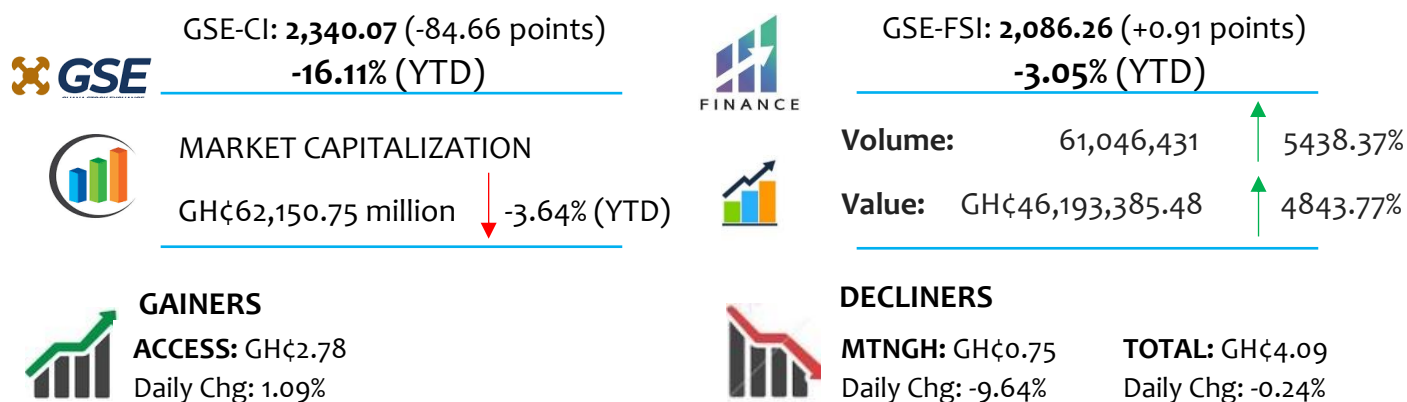 GSE-CI: 2,340.07 (-84.66 points)
-16.11% (YTD)
GSE
MARKET CAPITALIZATION
GH¢62,150.75 million -3.64% (YTD)
GAINERS
ACCESS: GH¢2.78
Daily Chg: 1.09%
GSE-FSI: 2,086.26 (+0.91 points)
-3.05% (YTD)
FINANCE
Volume: 61,046,431 5438.37%
Value: GH¢46,193,385.48 4843.77%
DECLINERS
MTNGH: GH¢0.75 TOTAL: GH¢4.09
Daily Chg: -9.64% Daily Chg: -0.24%